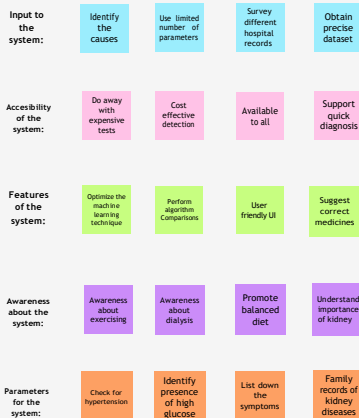 Input to
the
system:
Identify
the
causes
Use limited
number of
parameters
Survey
different
hospital
records
Obtain
precise
dataset
Accesibility
of the
system:
Do away
with
expensive
tests
Cost
effective
detection
Available
to all
Support
quick
diagnosis
Features
of the
system:
Optimize the
machine
learning
technique
Perform
algorithm
Comparisons
User
friendly UI
Suggest
correct
medicines
Awareness
about the
system:
Awareness
about
exercising
Awareness
about
dialysis
Promote
balanced
diet
Understand
importance
of kidney
Parameters
for the
system:
Check for
hypertension
Identify
presence
of high
glucose
List down
the
symptoms
Family
records of
kidney
diseases